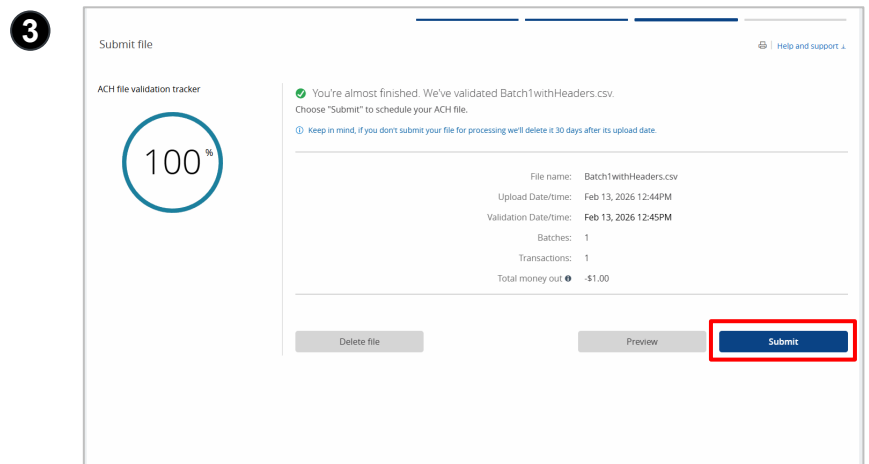 3
Submit file
Help and support
ACH file validation tracker
100 %
You're almost finished. We've validated Batch1withHeaders.csv.
Choose "Submit" to schedule your ACH file.
Keep in mind, if you don't submit your file for processing we'll delete it 30 days after its upload date.
File name: Batch1withHeaders.csv
Upload Date/time: Feb 13, 2026 12:44PM
Validation Date/time: Feb 13, 2026 12:45PM
Batches: 1
Transactions: 1
Total money out -$1.00
Delete file Preview Submit